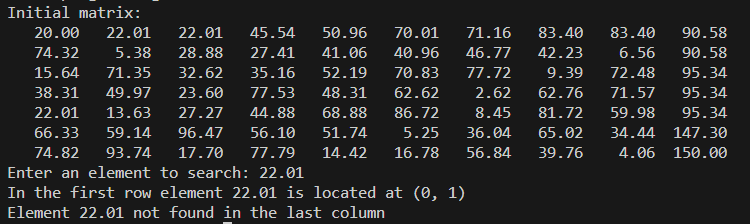 Initial matrix:
20.00 22.01 22.01 45.54 50.96 70.01 71.16 83.40 83.40 90.58
74.32 5.38 28.88 27.41 41.06 40.96 46.77 42.23 6.56 90.58
15.64 71.35 32.62 35.16 52.19 70.83 77.72 9.39 72.48 95.34
38.31 49.97 23.60 77.53 48.31 62.62 2.62 62.76 71.57 95.34
22.01 13.63 27.27 44.88 68.88 86.72 8.45 81.72 59.98 95.34
66.33 59.14 96.47 56.10 51.74 5.25 36.04 65.02 34.44 147.30
74.82 93.74 17.70 77.79 14.42 16.78 56.84 39.76 4.06 150.00
Enter an element to search: 22.01
In the first row element 22.01 is located at (0, 1)
Element 22.01 not found in the last column